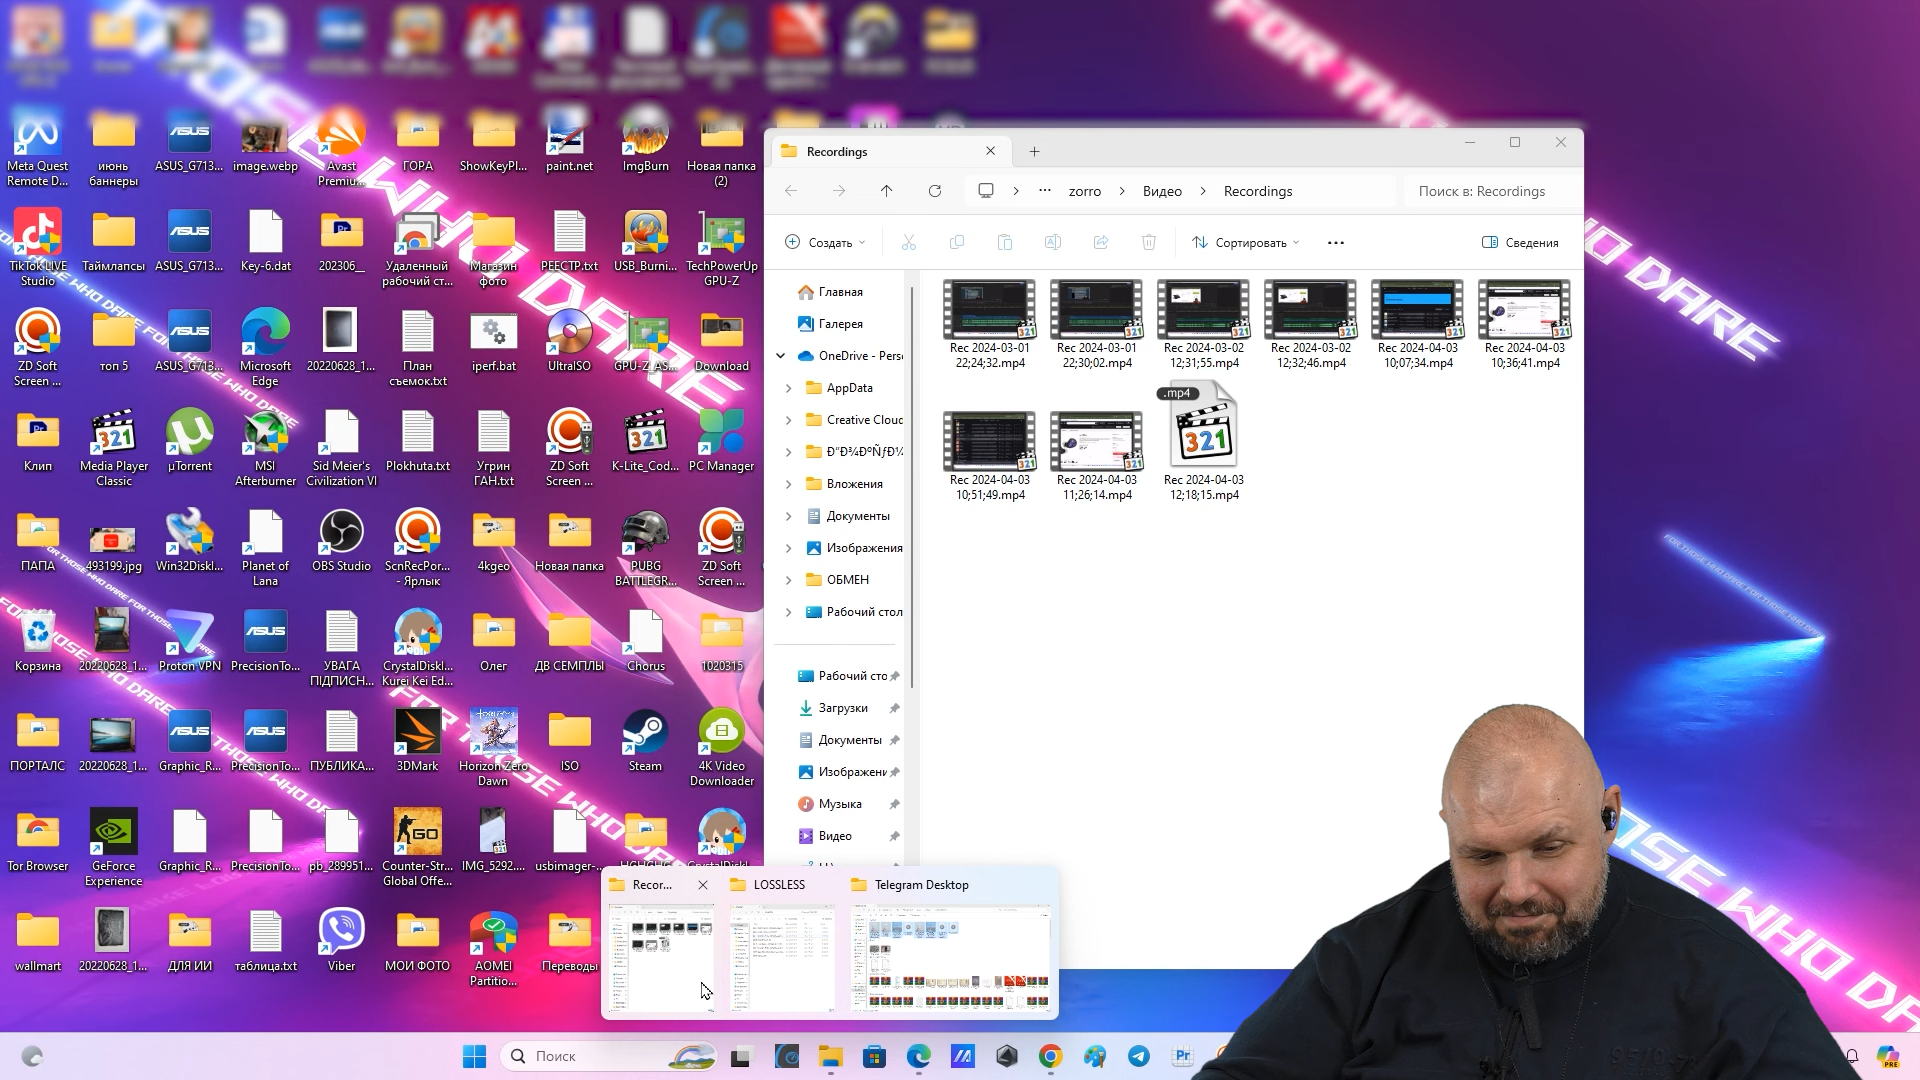 Meta Quest
Remote D...
июнь
баннеры
ASUS_G713...
image.webp
Avast
Premiu...
ГОРА
ShowKeyPl...
paint.net
ImgBurn
Новая папка
(2)
TikTok LIVE
Studio
Таймлапсы
ASUS_G713...
Key-6.dat
202306__
Удаленный
рабочий ст...
Магазин
фото
РЕЕСТР.txt
USB_Burni...
TechPowerUp
GPU-Z
ZD Soft
Screen ...
топ 5
ASUS_G713...
Microsoft
Edge
20220628_1...
План
съемок.txt
iperf.bat
UltraISO
GPU-Z_AS...
Download
Клип
Media Player
Classic
µTorrent
MSI
Afterburner
Sid Meier's
Civilization VI
Plokhuta.txt
Угрин
ГАН.txt
ZD Soft
Screen ...
K-Lite_Cod...
PC Manager
ПАПА
493199.jpg
Win32DiskI...
Planet of
Lana
OBS Studio
ScnRecPor...
- Ярлык
4kgeo
Новая папка
PUBG
BATTLEGR...
ZD Soft
Screen ...
Корзина
20220628_1...
Proton VPN
PrecisionTo...
УВАГА
ПІДПИСН...
CrystalDiskI...
Kurei Kei Ed...
Олег
ДВ СЕМПЛЫ
Chorus
1020315
ПОРТАЛС
20220628_1...
Graphic_R...
PrecisionTo...
ПУБЛИКА...
3DMark
Horizon Zero
Dawn
ISO
Steam
4K Video
Downloader
Tor Browser
GeForce
Experience
Graphic_R...
PrecisionTo...
pb_289951...
Counter-Str...
Global Offe...
IMG_5292....
usbimager-...
wallmart
20220628_1...
ДЛЯ ИИ
таблица.txt
Viber
МОИ ФОТО
AOMEI
Partitio...
Переводы
Recordings
zorro
Видео
Recordings
Поиск в: Recordings
Создать
Сортировать
Сведения
Главная
Галерея
OneDrive - Perso
AppData
Creative Cloud
Вложения
Документы
Изображения
ОБМЕН
Рабочий стол
Рабочий сто
Загрузки
Документы
Изображени
Музыка
Видео
Rec 2024-03-01
22;24;32.mp4
Rec 2024-03-01
22;30;02.mp4
Rec 2024-03-02
12;31;55.mp4
Rec 2024-03-02
12;32;46.mp4
Rec 2024-04-03
10;07;34.mp4
Rec 2024-04-03
10;36;41.mp4
Rec 2024-04-03
10;51;49.mp4
Rec 2024-04-03
11;26;14.mp4
.mp4
321
Rec 2024-04-03
12;18;15.mp4
Recor...
LOSSLESS
Telegram Desktop
Поиск
FOR THOSE WHO DARE